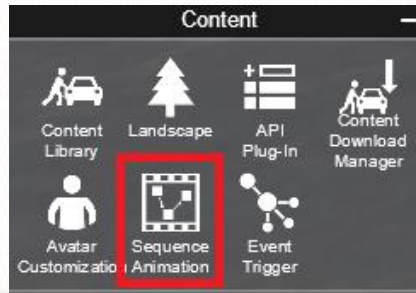 Content
Content
Library
Landscape
API
Plug-In
Content
Download
Manager
Avatar
Customizatio
Sequence
Animation
Event
Trigger